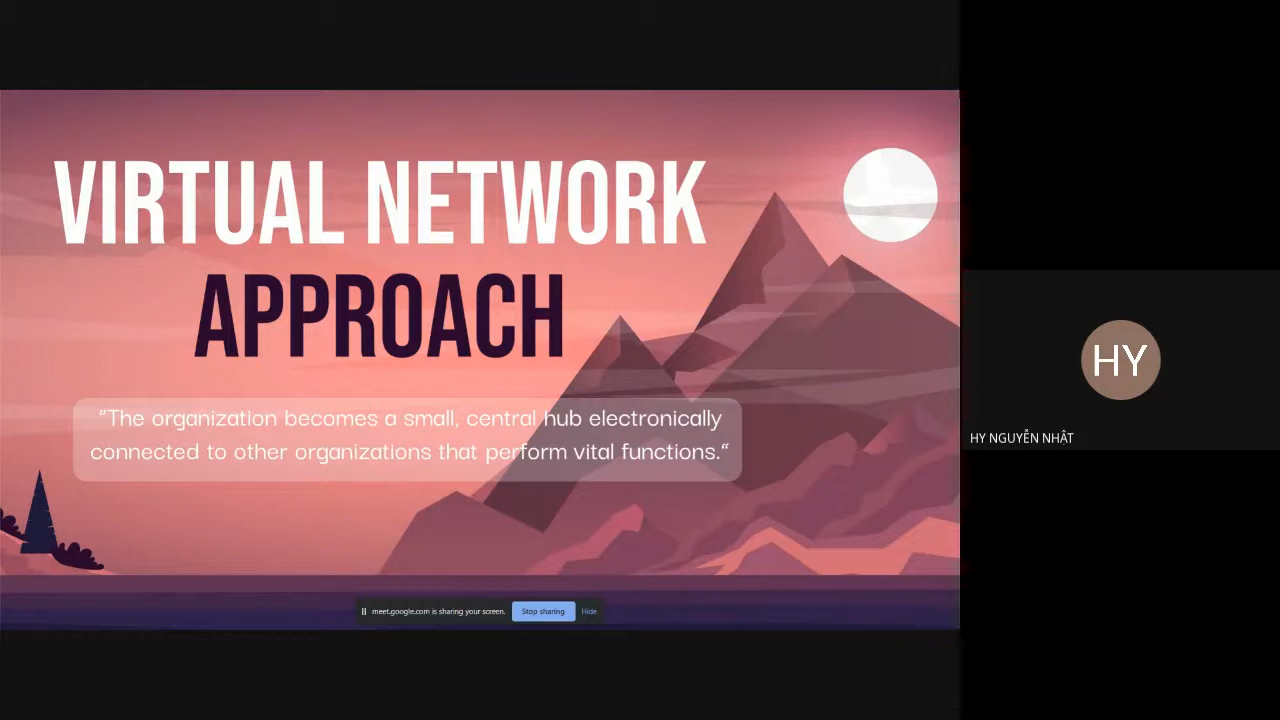 VIRTUAL NETWORK
APPROACH
“The organization becomes a small, central hub electronically
connected to other organizations that perform vital functions.“
meet.google.com is sharing your screen. Stop sharing Hide
HY
HY NGUYỄN NHẬT